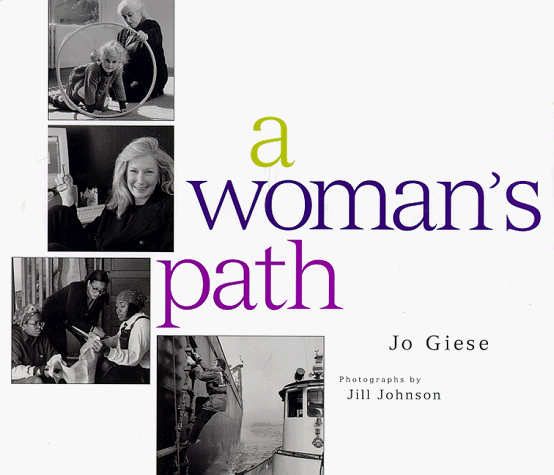 a
woman's
path
Jo Giese
Photographs by
Jill Johnson